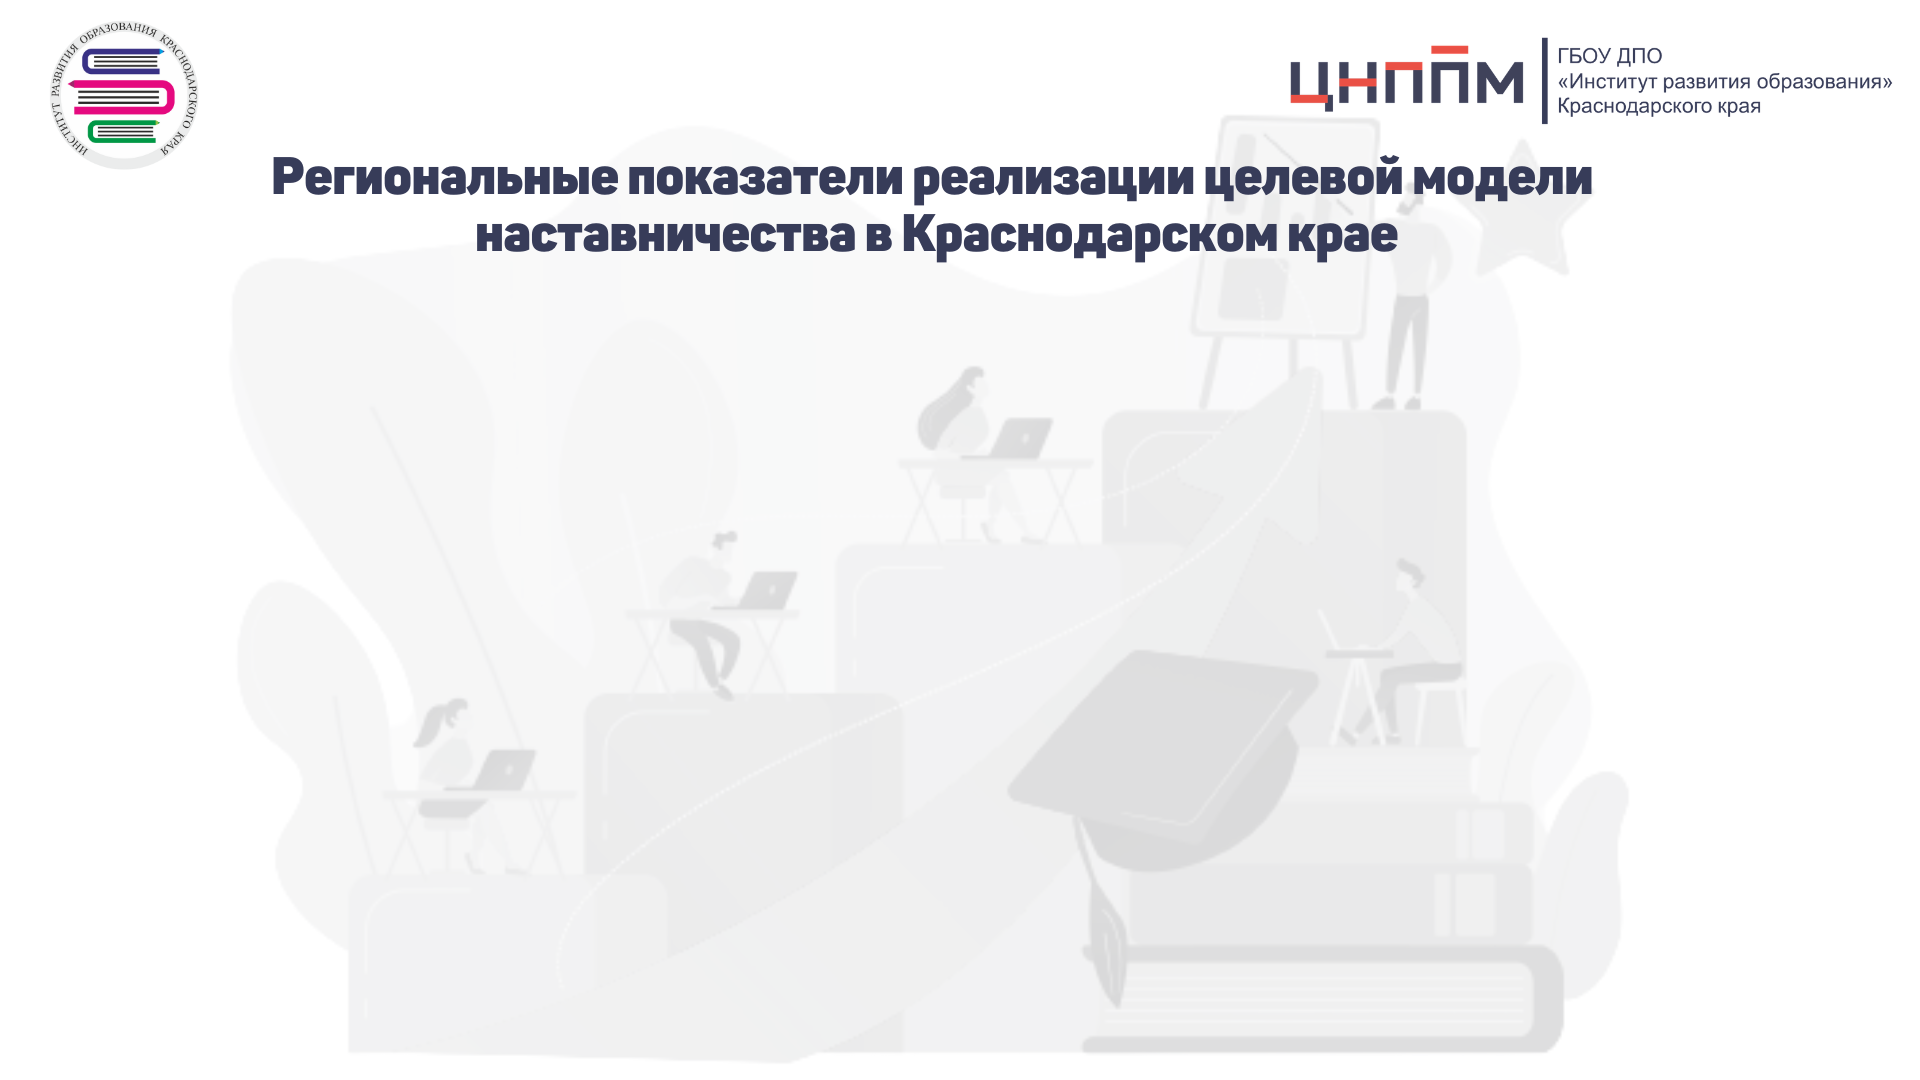 ИНСТИТУТ РАЗВИТИЯ ОБРАЗОВАНИЯ КРАСНОДАРСКОГО КРАЯ
ЦНППМ
ГБОУ ДПО
«Институт развития образования»
Краснодарского края
Региональные показатели реализации целевой модели
наставничества в Краснодарском крае